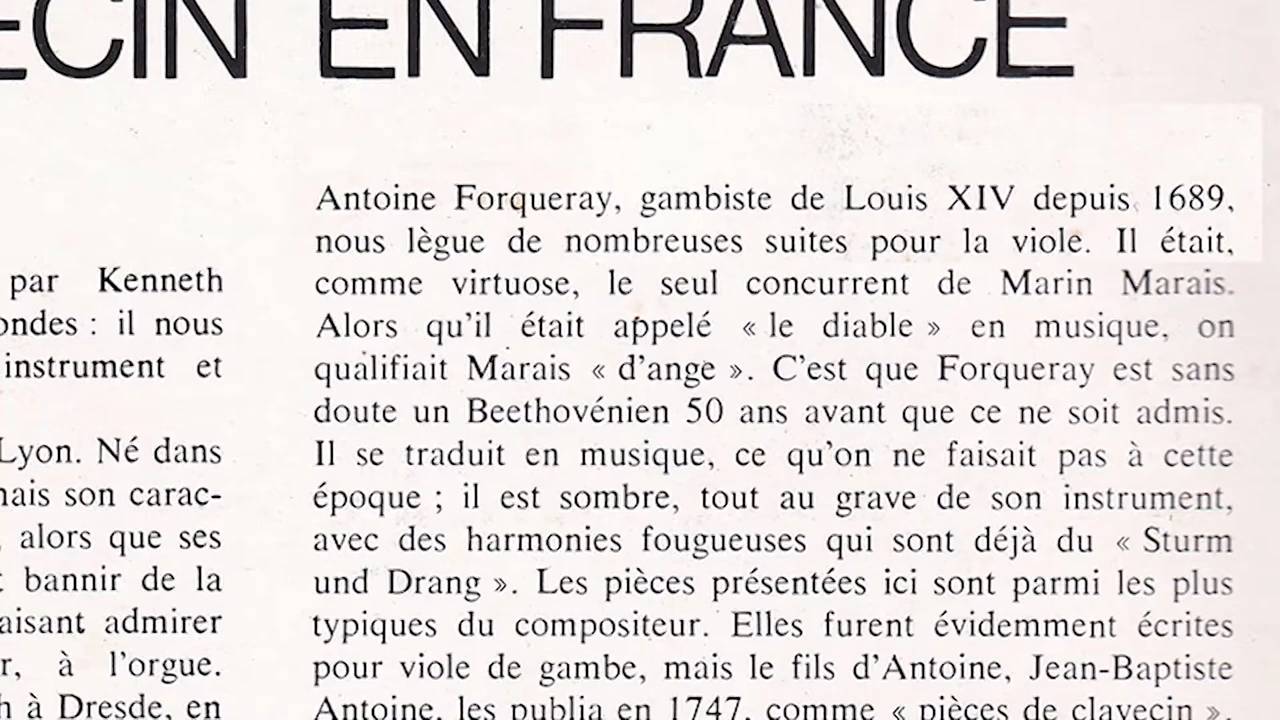 ECIN EN FRANCE
par Kenneth
ondes : il nous
instrument et
Lyon. Né dans
mais son carac-
, alors que ses
t bannir de la
aisant admirer
r, à l'orgue.
h à Dresde, en
Antoine Forqueray, gambiste de Louis XIV depuis 1689,
nous lègue de nombreuses suites pour la viole. Il était,
comme virtuose, le seul concurrent de Marin Marais.
Alors qu'il était appelé « le diable » en musique, on
qualifiait Marais « d'ange ». C'est que Forqueray est sans
doute un Beethovénien 50 ans avant que ce ne soit admis.
Il se traduit en musique, ce qu'on ne faisait pas à cette
époque ; il est sombre, tout au grave de son instrument,
avec des harmonies fougueuses qui sont déjà du « Sturm
und Drang ». Les pièces présentées ici sont parmi les plus
typiques du compositeur. Elles furent évidemment écrites
pour viole de gambe, mais le fils d'Antoine, Jean-Baptiste
Antoine, les publia en 1747, comme « pièces de clavecin ».